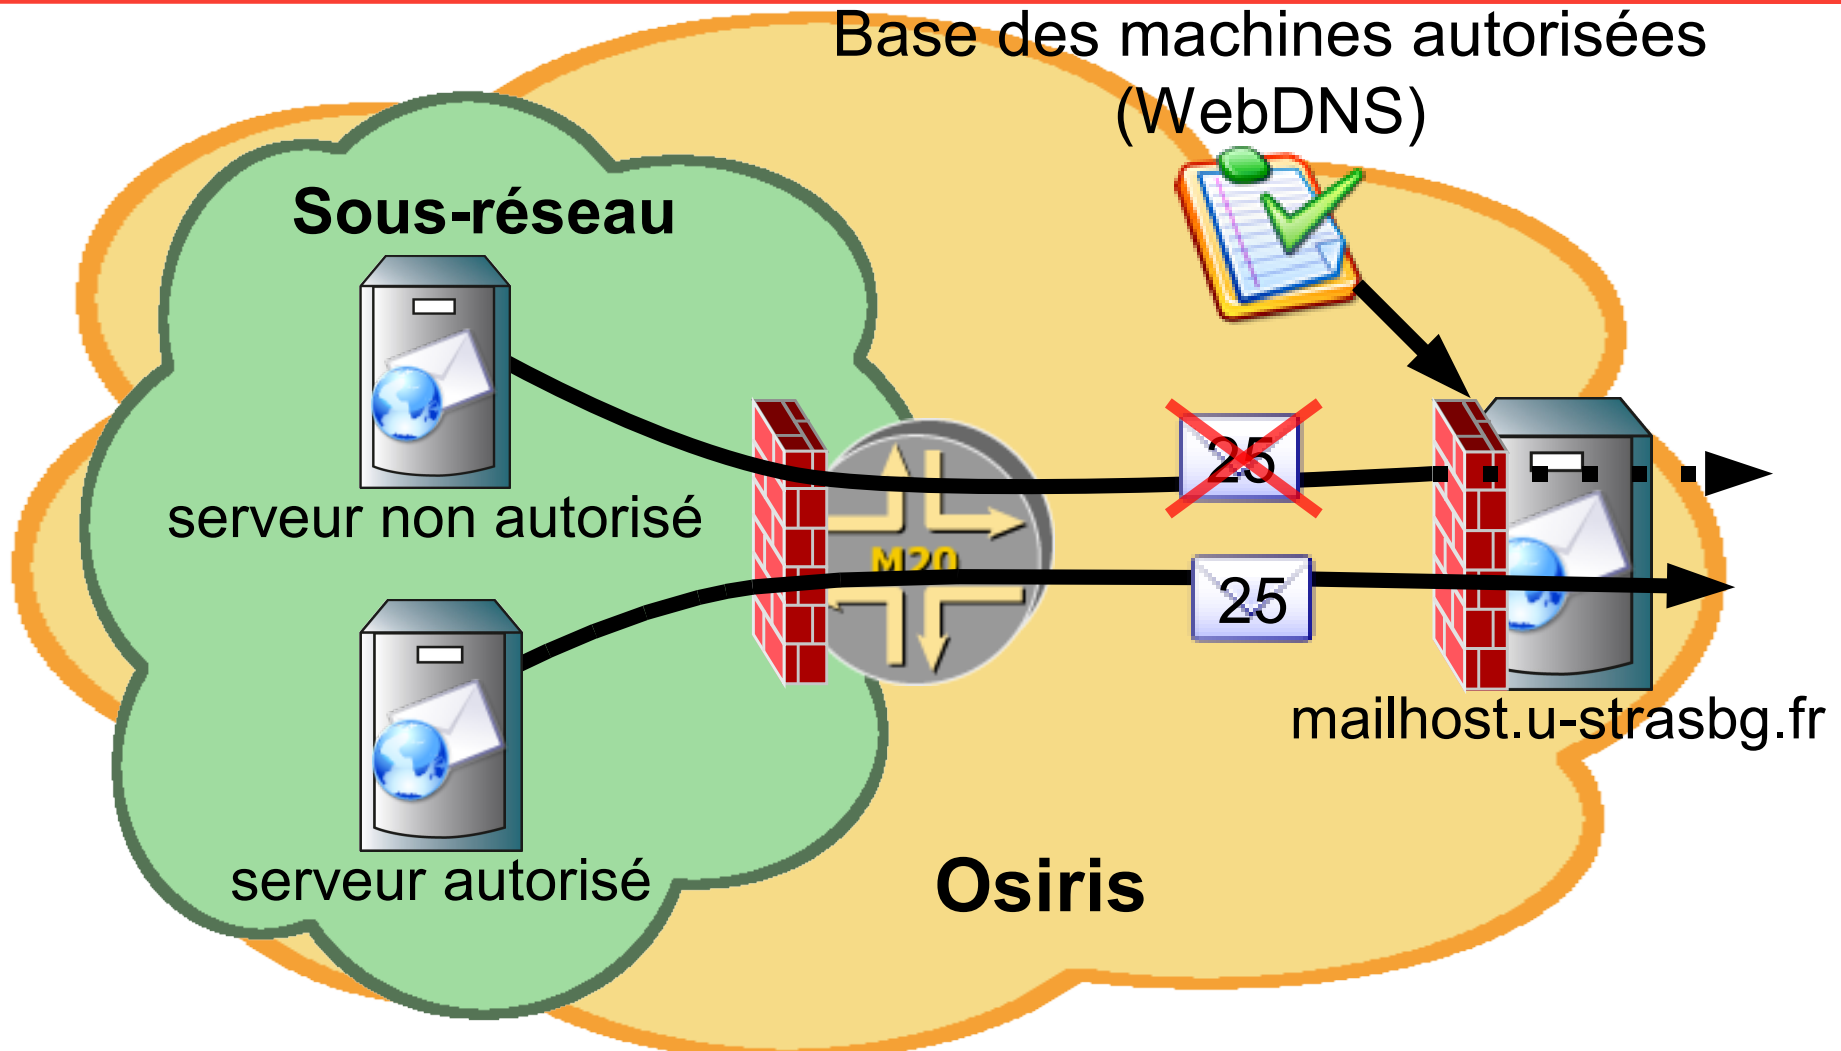 Base des machines autorisées
(WebDNS)
Sous-réseau
serveur non autorisé
25
M20
25
mailhost.u-strasbg.fr
serveur autorisé
Osiris